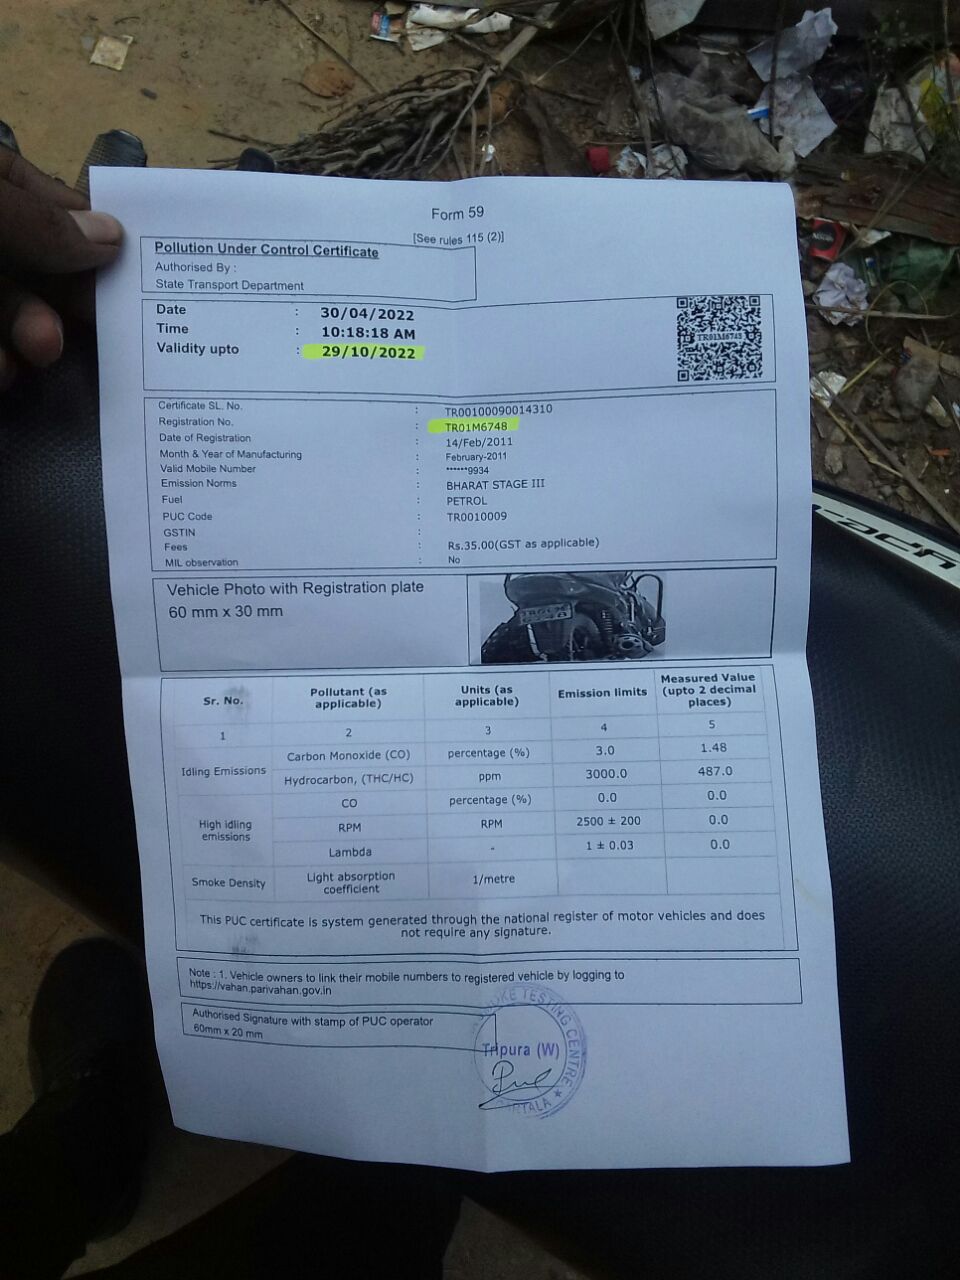 Form 59
[See rules 115 (2)]
Pollution Under Control Certificate
Authorised By :
State Transport Department
Date : 30/04/2022
Time : 10:18:18 AM
Validity upto : 29/10/2022
TR01M6748
Certificate SL. No. : TR00100090014310
Registration No. : TR01M6748
Date of Registration : 14/Feb/2011
Month & Year of Manufacturing : February-2011
Valid Mobile Number : ******9934
Emission Norms : BHARAT STAGE III
Fuel : PETROL
PUC Code : TR0010009
GSTIN :
Fees : Rs.35.00(GST as applicable)
MIL observation : No
Vehicle Photo with Registration plate
60 mm x 30 mm
Sr. No. Pollutant (as applicable) Units (as applicable) Emission limits Measured Value (upto 2 decimal places)
1 2 3 4 5
Idling Emissions Carbon Monoxide (CO) percentage (%) 3.0 1.48
Hydrocarbon, (THC/HC) ppm 3000.0 487.0
High idling emissions CO percentage (%) 0.0 0.0
RPM RPM 2500 ± 200 0.0
Lambda - 1 ± 0.03 0.0
Smoke Density Light absorption coefficient 1/metre
This PUC certificate is system generated through the national register of motor vehicles and does
not require any signature.
Note : 1. Vehicle owners to link their mobile numbers to registered vehicle by logging to
https://vahan.parivahan.gov.in
Authorised Signature with stamp of PUC operator
60mm x 20 mm
TESTING CENTRE
Tripura (W)